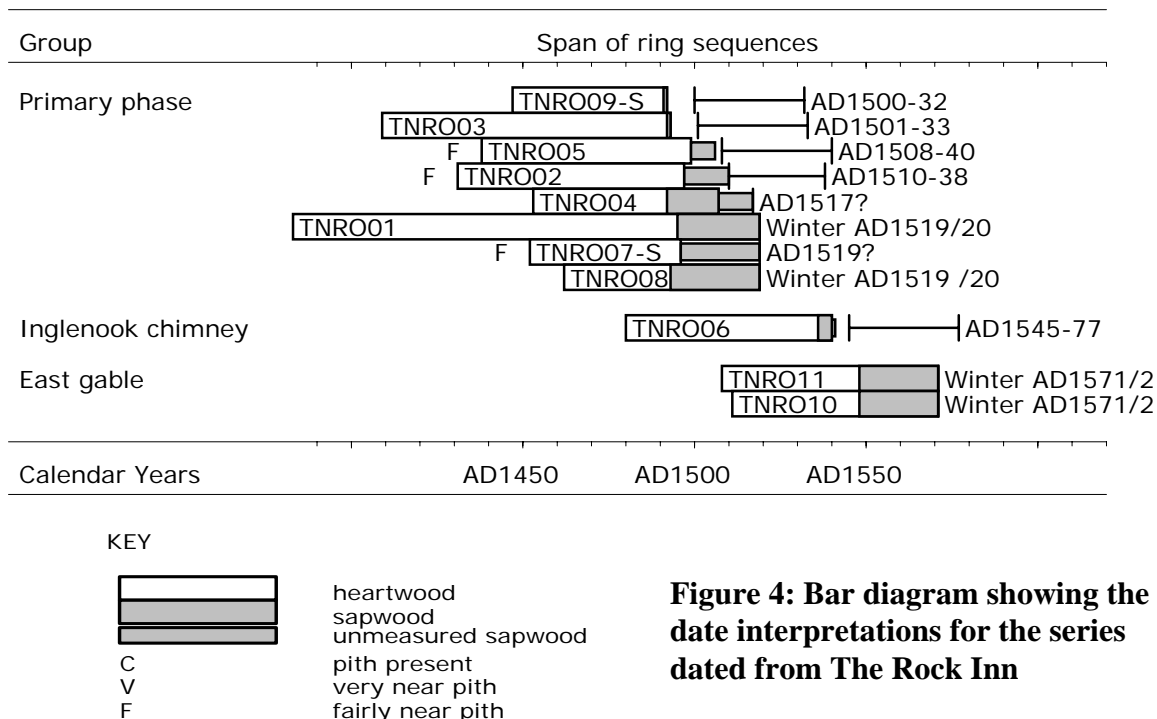 Group Span of ring sequences
Primary phase
TNRO09-S AD1500-32
TNRO03 AD1501-33
F TNRO05 AD1508-40
F TNRO02 AD1510-38
TNRO04 AD1517?
TNRO01 Winter AD1519/20
F TNRO07-S AD1519?
TNRO08 Winter AD1519 /20
Inglenook chimney TNRO06 AD1545-77
East gable TNRO11 Winter AD1571/2
TNRO10 Winter AD1571/2
Calendar Years AD1450 AD1500 AD1550
KEY
heartwood
sapwood
unmeasured sapwood
C pith present
V very near pith
F fairly near pith
Figure 4: Bar diagram showing the
date interpretations for the series
dated from The Rock Inn